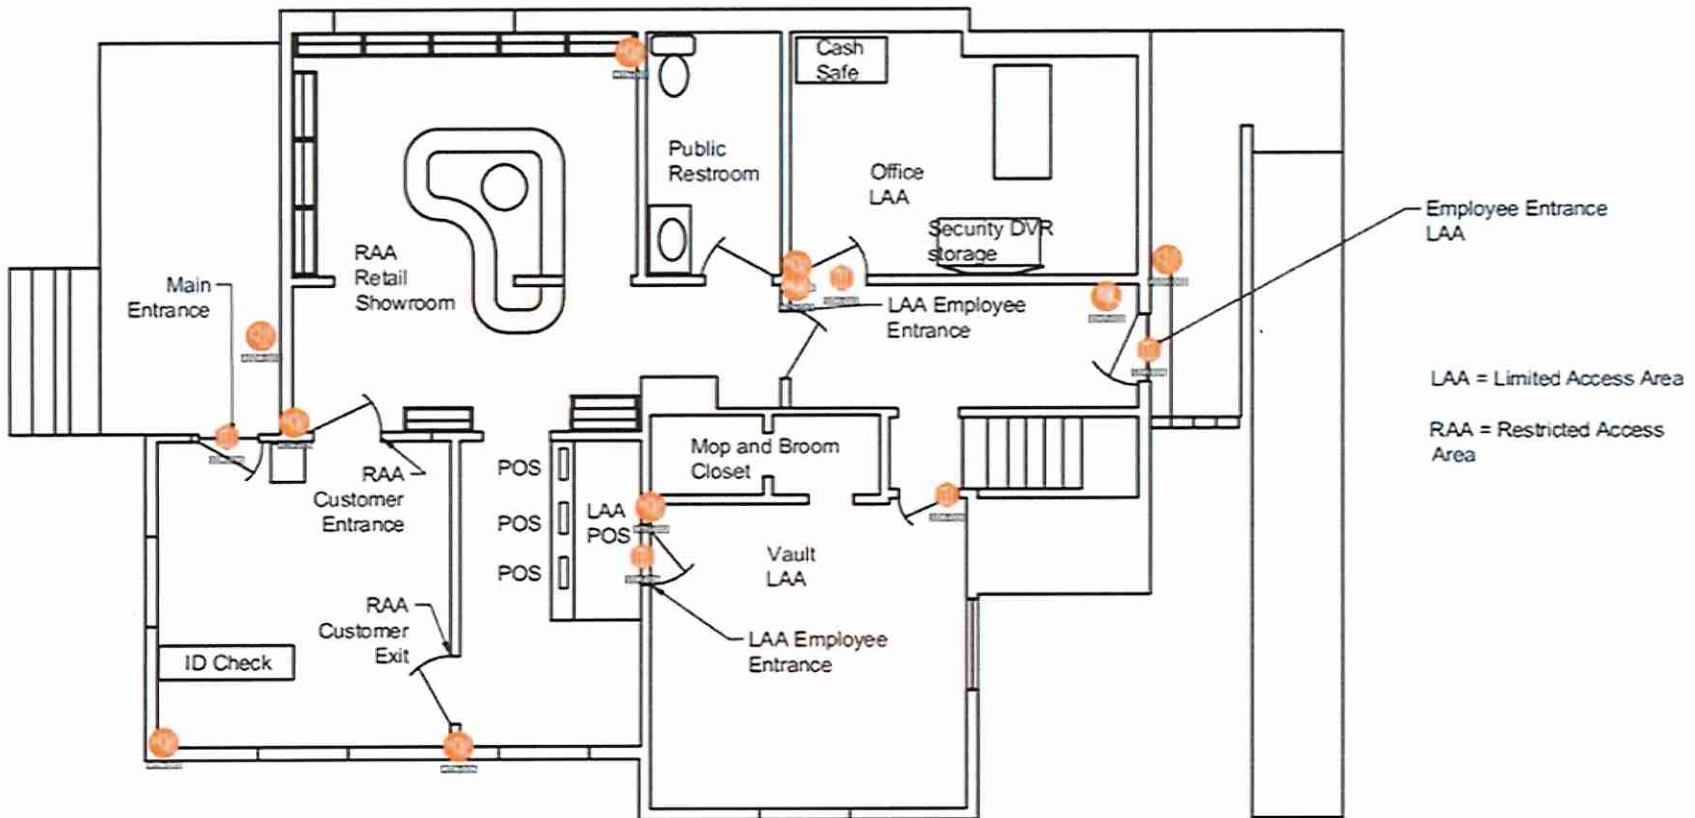 Cash
Safe
Public
Restroom
Office
LAA
Security DVR
storage
Employee Entrance
LAA
RAA
Retail
Showroom
Main
Entrance
LAA Employee
Entrance
LAA = Limited Access Area
RAA = Restricted Access
Area
Mop and Broom
Closet
RAA
Customer
Entrance
POS
POS
POS
LAA
POS
Vault
LAA
RAA
Customer
Exit
LAA Employee
Entrance
ID Check